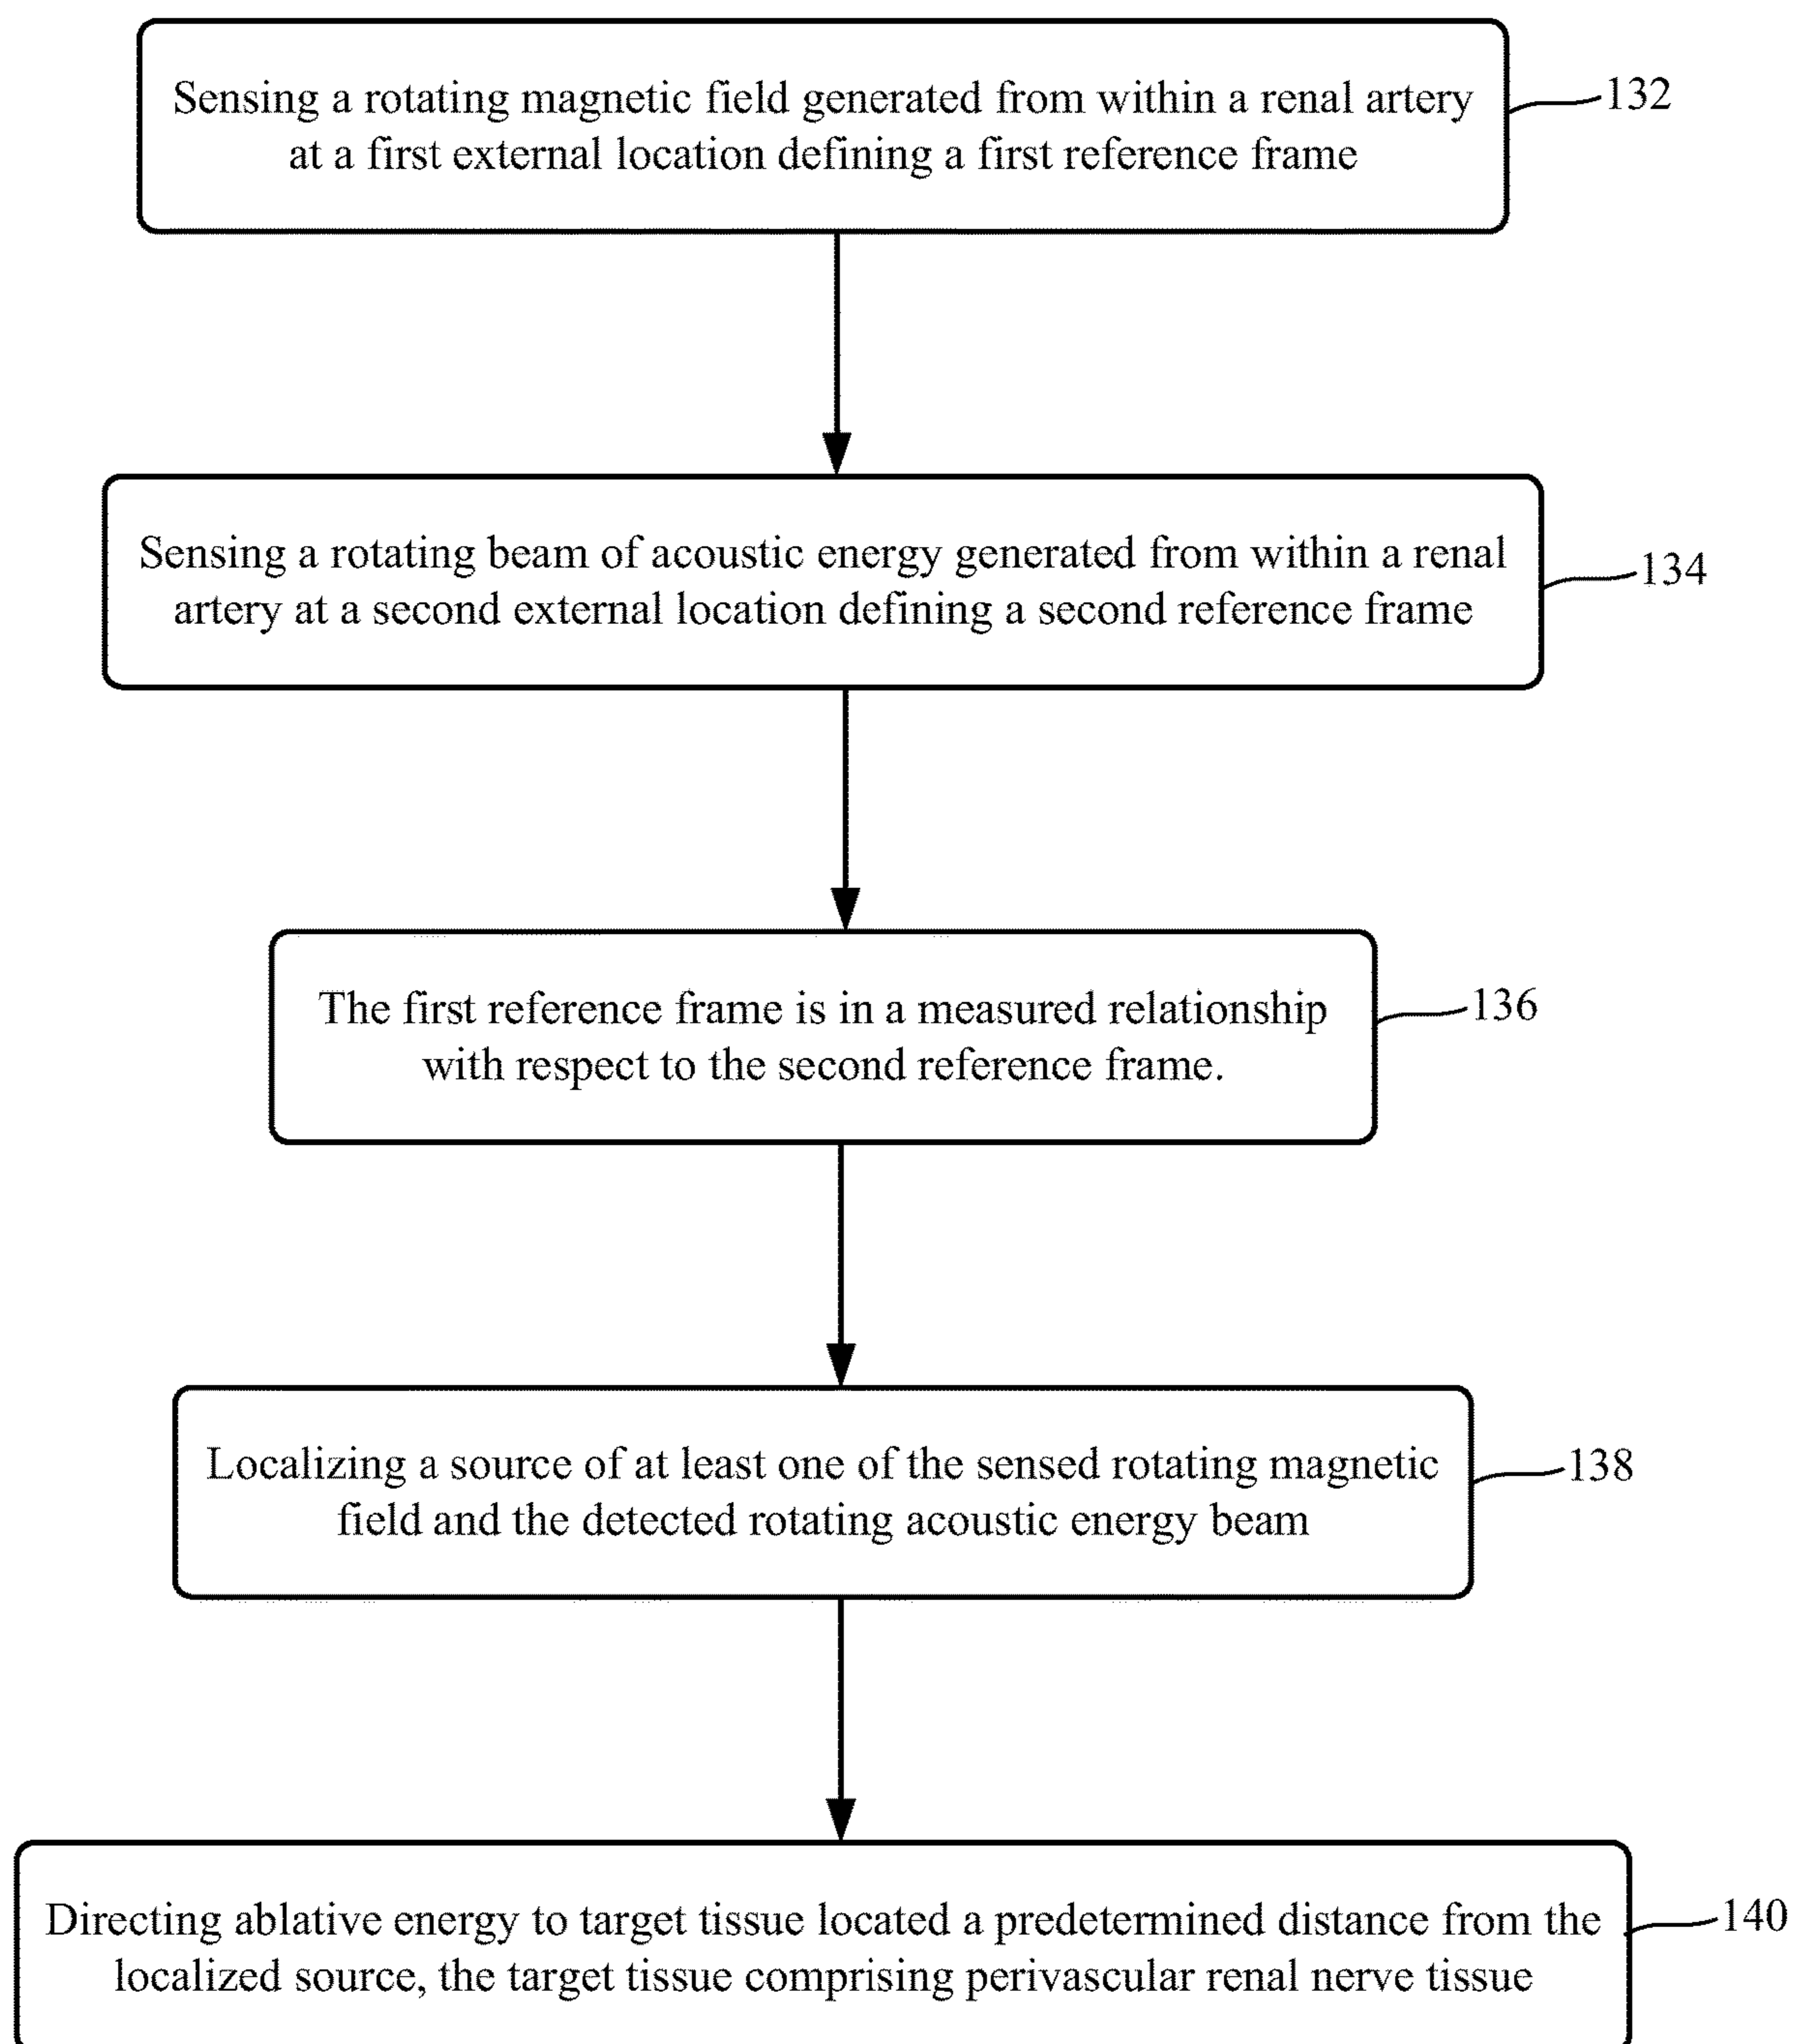 Sensing a rotating magnetic field generated from within a renal artery
at a first external location defining a first reference frame
132
Sensing a rotating beam of acoustic energy generated from within a renal
artery at a second external location defining a second reference frame
134
The first reference frame is in a measured relationship
with respect to the second reference frame.
136
Localizing a source of at least one of the sensed rotating magnetic
field and the detected rotating acoustic energy beam
138
Directing ablative energy to target tissue located a predetermined distance from the
localized source, the target tissue comprising perivascular renal nerve tissue
140